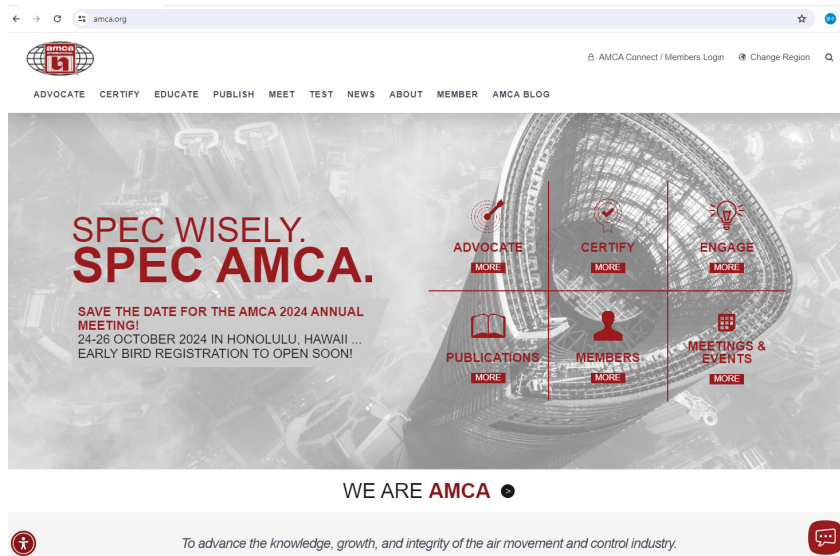 amca.org
amca
INTERNATIONAL
AMCA Connect / Members Login Change Region
ADVOCATE CERTIFY EDUCATE PUBLISH MEET TEST NEWS ABOUT MEMBER AMCA BLOG
SPEC WISELY.
SPEC AMCA.
SAVE THE DATE FOR THE AMCA 2024 ANNUAL
MEETING!
24-26 OCTOBER 2024 IN HONOLULU, HAWAII ...
EARLY BIRD REGISTRATION TO OPEN SOON!
ADVOCATE
MORE
CERTIFY
MORE
ENGAGE
MORE
PUBLICATIONS
MORE
MEMBERS
MORE
MEETINGS &
EVENTS
MORE
WE ARE AMCA
To advance the knowledge, growth, and integrity of the air movement and control industry.